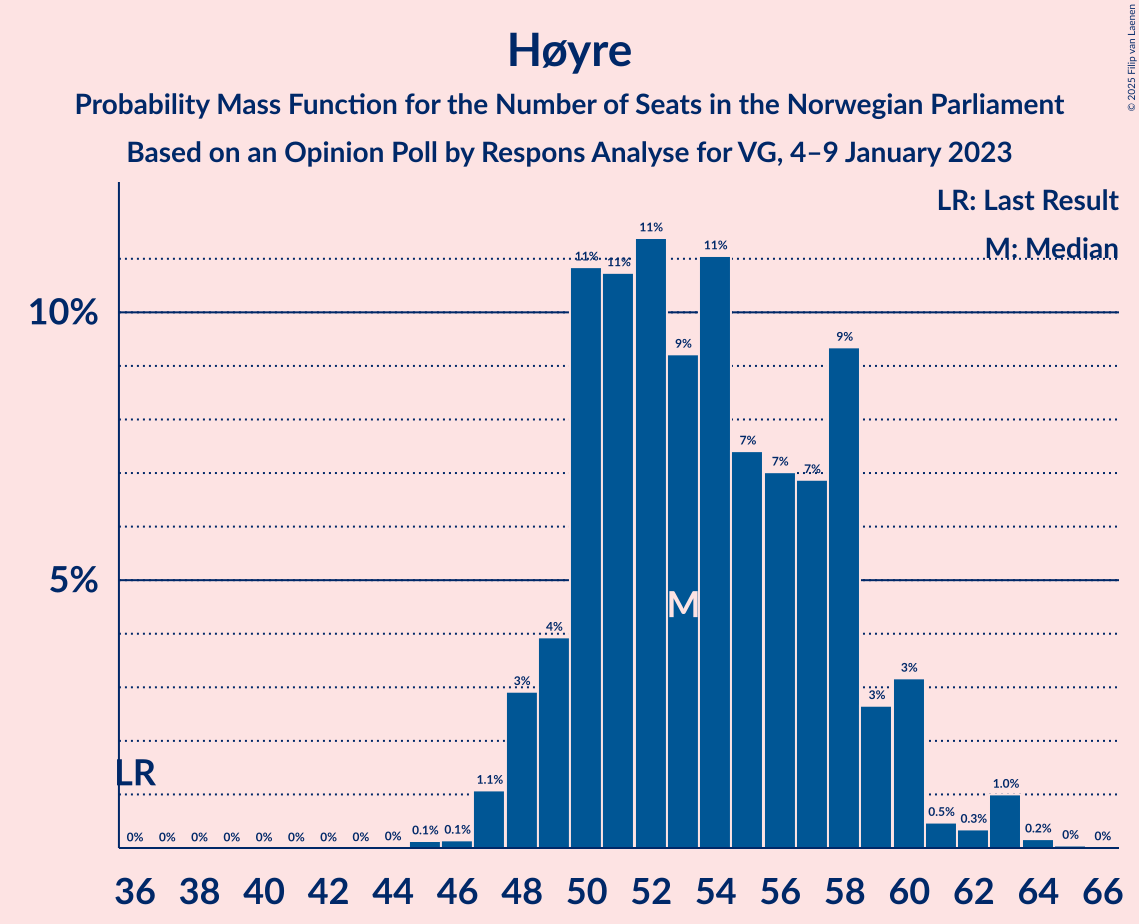 Høyre
Probability Mass Function for the Number of Seats in the Norwegian Parliament
Based on an Opinion Poll by Respons Analyse for VG, 4–9 January 2023
© 2025 Filip van Laenen
LR: Last Result
M: Median
10%
5%
LR
M
0% 0% 0% 0% 0% 0% 0% 0% 0% 0.1% 0.1% 1.1% 3% 4% 11% 11% 11% 9% 11% 7% 7% 7% 9% 3% 3% 0.5% 0.3% 1.0% 0.2% 0% 0%
36 38 40 42 44 46 48 50 52 54 56 58 60 62 64 66